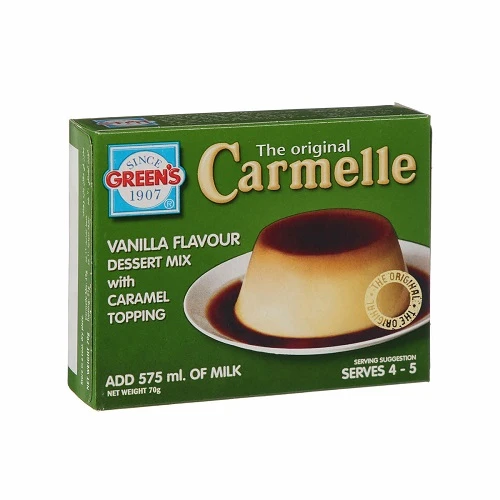 SINCE
GREEN'S
1907
®
The original
Carmelle
VANILLA FLAVOUR
DESSERT MIX
with
CARAMEL
TOPPING
• THE ORIGINAL • THE ORIGINAL
ADD 575 ml. OF MILK
NET WEIGHT 70g
SERVING SUGGESTION
SERVES 4 - 5